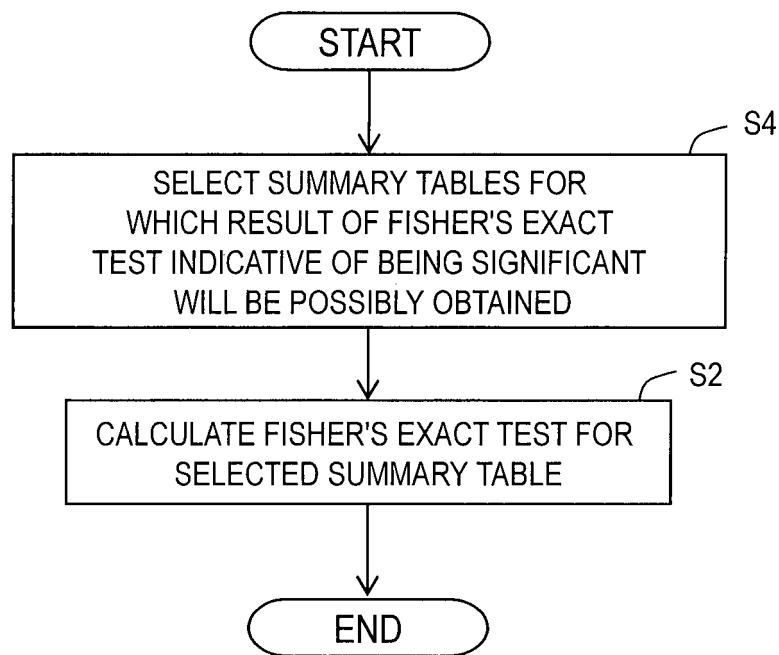 START
S4
SELECT SUMMARY TABLES FOR
WHICH RESULT OF FISHER'S EXACT
TEST INDICATIVE OF BEING SIGNIFICANT
WILL BE POSSIBLY OBTAINED
S2
CALCULATE FISHER'S EXACT TEST FOR
SELECTED SUMMARY TABLE
END